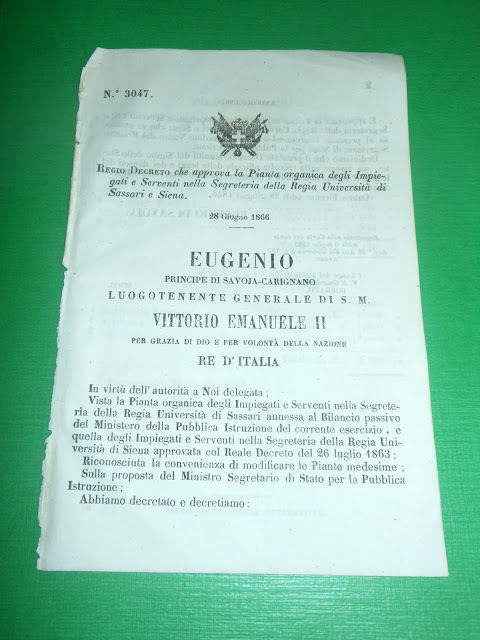 N.° 3047.
REGIO DECRETO che approva la Pianta organica degli Impie-
gati e Serventi nella Segreteria della Regia Università di
Sassari e Siena.
28 Giugno 1866
EUGENIO
PRINCIPE DI SAVOJA-CARIGNANO
LUOGOTENENTE GENERALE DI S. M.
VITTORIO EMANUELE II
PER GRAZIA DI DIO E PER VOLONTÀ DELLA NAZIONE
RE D'ITALIA
In virtù dell'autorità a Noi delegata;
Vista la Pianta organica degli Impiegati e Serventi nella Segrete-
ria della Regia Università di Sassari annessa al Bilancio passivo
del Ministero della Pubblica Istruzione del corrente esercizio, e
quella degli Impiegati e Serventi nella Segreteria della Regia Uni-
versità di Siena approvata col Reale Decreto del 26 luglio 1863;
Riconosciuta la convenienza di modificare le Piante medesime;
Sulla proposta del Ministro Segretario di Stato per la Pubblica
Istruzione;
Abbiamo decretato e decretiamo: